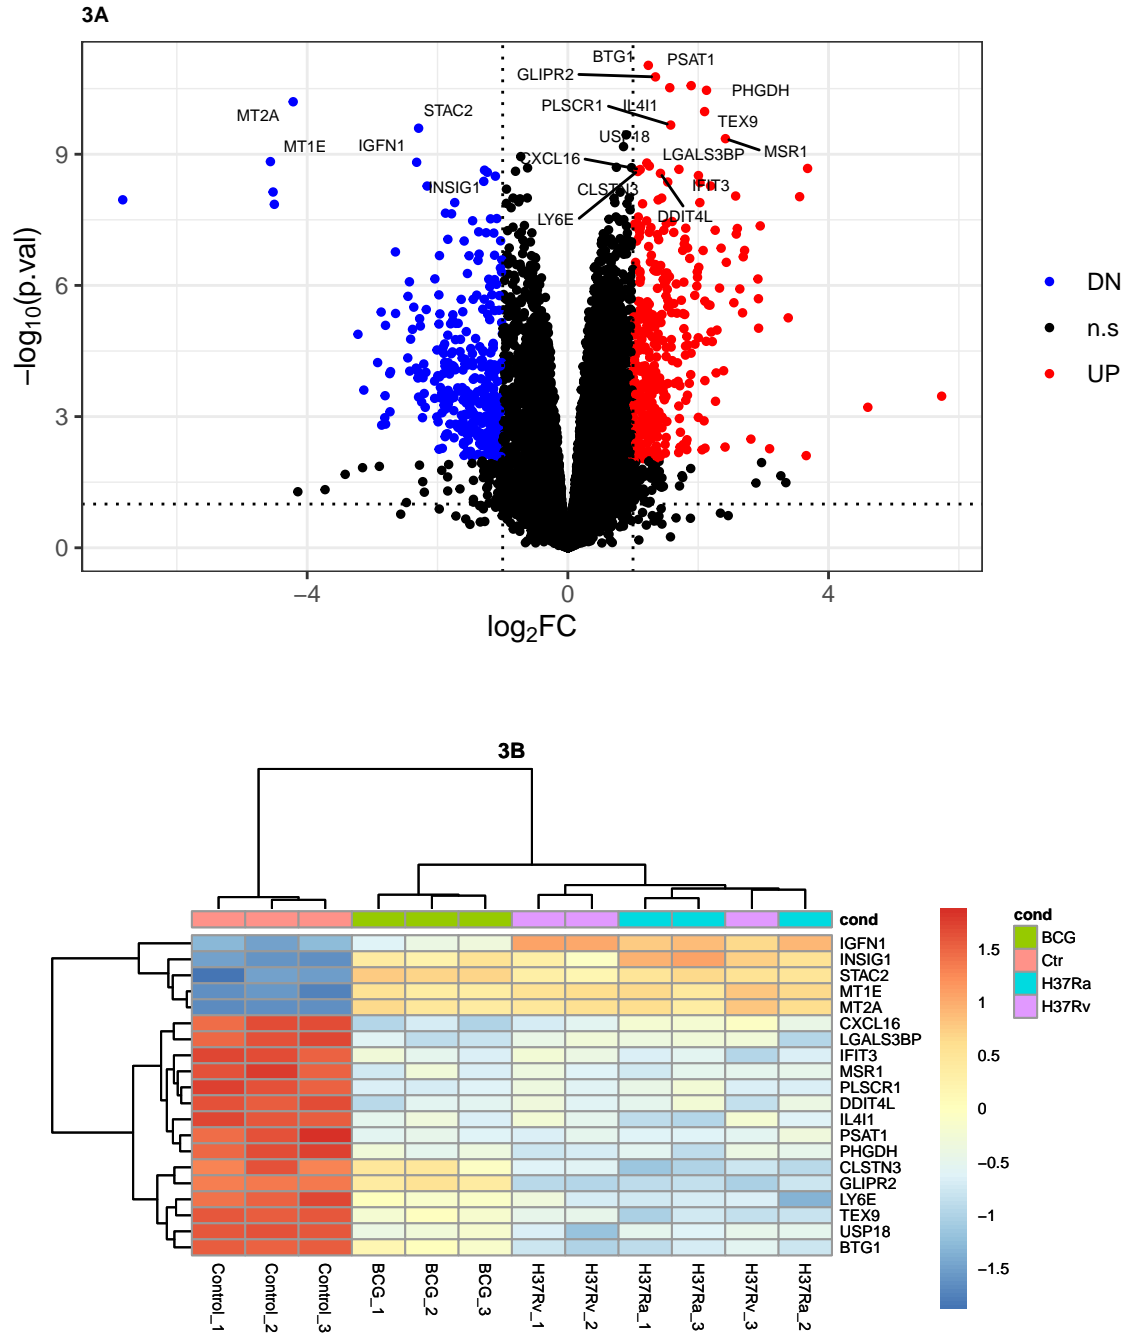 3A
BTG1 PSAT1
GLIPR2
PHGDH
MT2A STAC2 PLSCR1 IL4I1
TEX9
MT1E IGFN1 USP18
CXCL16 LGALS3BP MSR1
INSIG1 CLSTN3 IFIT3
LY6E DDIT4L
9
6
3
0
−log10(p.val)
−4 0 4
log2FC
DN
n.s
UP
3B
cond
IGFN1
INSIG1
STAC2
MT1E
MT2A
CXCL16
LGALS3BP
IFIT3
MSR1
PLSCR1
DDIT4L
IL4I1
PSAT1
PHGDH
CLSTN3
GLIPR2
LY6E
TEX9
USP18
BTG1
Control_1
Control_2
Control_3
BCG_1
BCG_2
BCG_3
H37Rv_1
H37Rv_2
H37Ra_1
H37Ra_3
H37Rv_3
H37Ra_2
1.5
1
0.5
0
−0.5
−1
−1.5
cond
BCG
Ctr
H37Ra
H37Rv